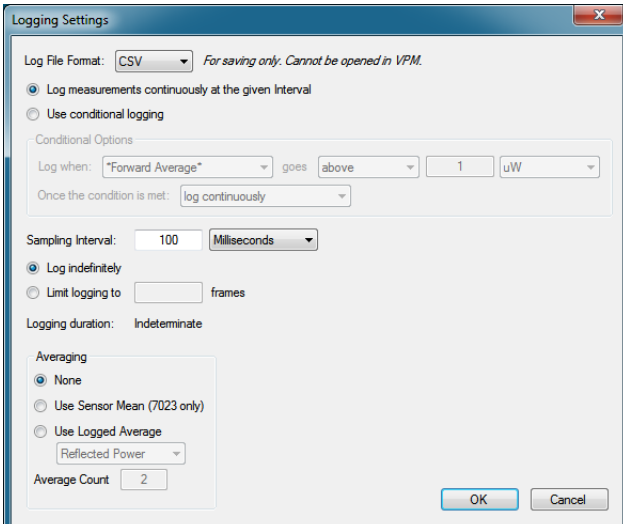 Logging Settings
Log File Format: CSV For saving only. Cannot be opened in VPM.
Log measurements continuously at the given Interval
Use conditional logging
Conditional Options
Log when: "Forward Average" goes above 1 uW
Once the condition is met: log continuously
Sampling Interval: 100 Milliseconds
Log indefinitely
Limit logging to frames
Logging duration: Indeterminate
Averaging
None
Use Sensor Mean (7023 only)
Use Logged Average
Reflected Power
Average Count 2
OK Cancel